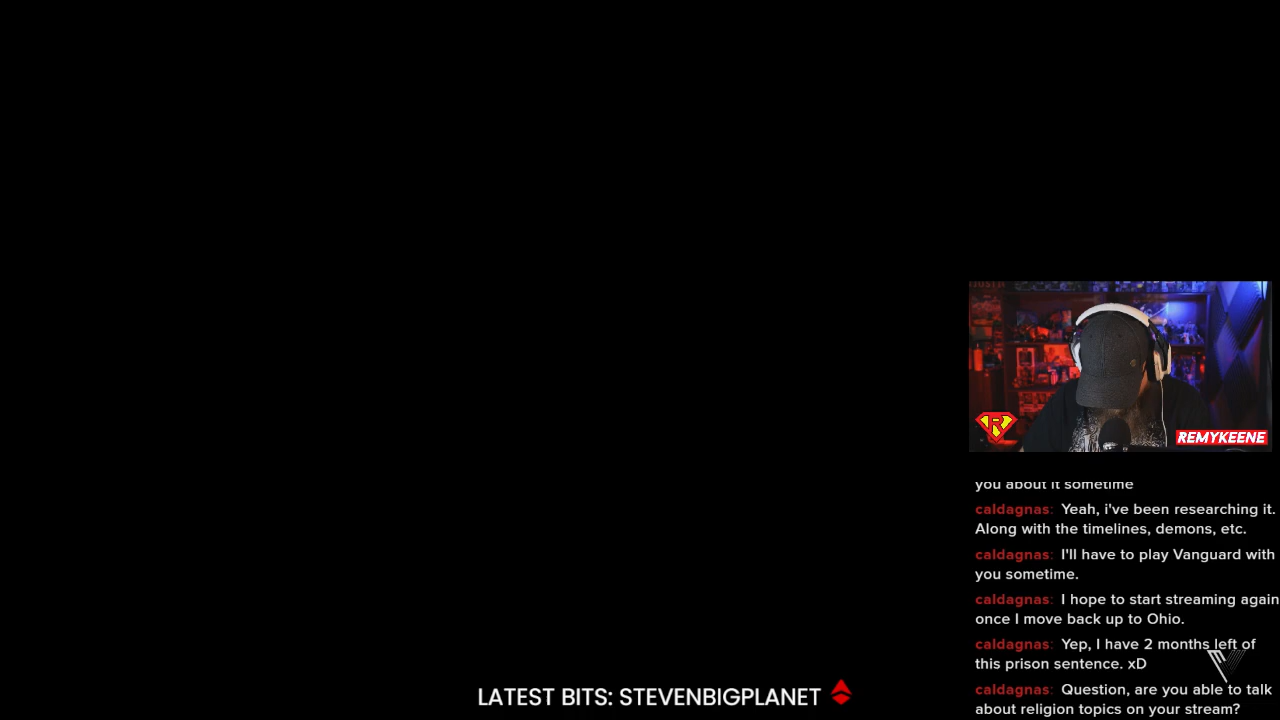 R
REMYKEENE
you about it sometime
caldagnas: Yeah, i've been researching it.
Along with the timelines, demons, etc.
caldagnas: I'll have to play Vanguard with
you sometime.
caldagnas: I hope to start streaming again
once I move back up to Ohio.
caldagnas: Yep, I have 2 months left of
this prison sentence. xD
caldagnas: Question, are you able to talk
about religion topics on your stream?
LATEST BITS: STEVENBIGPLANET